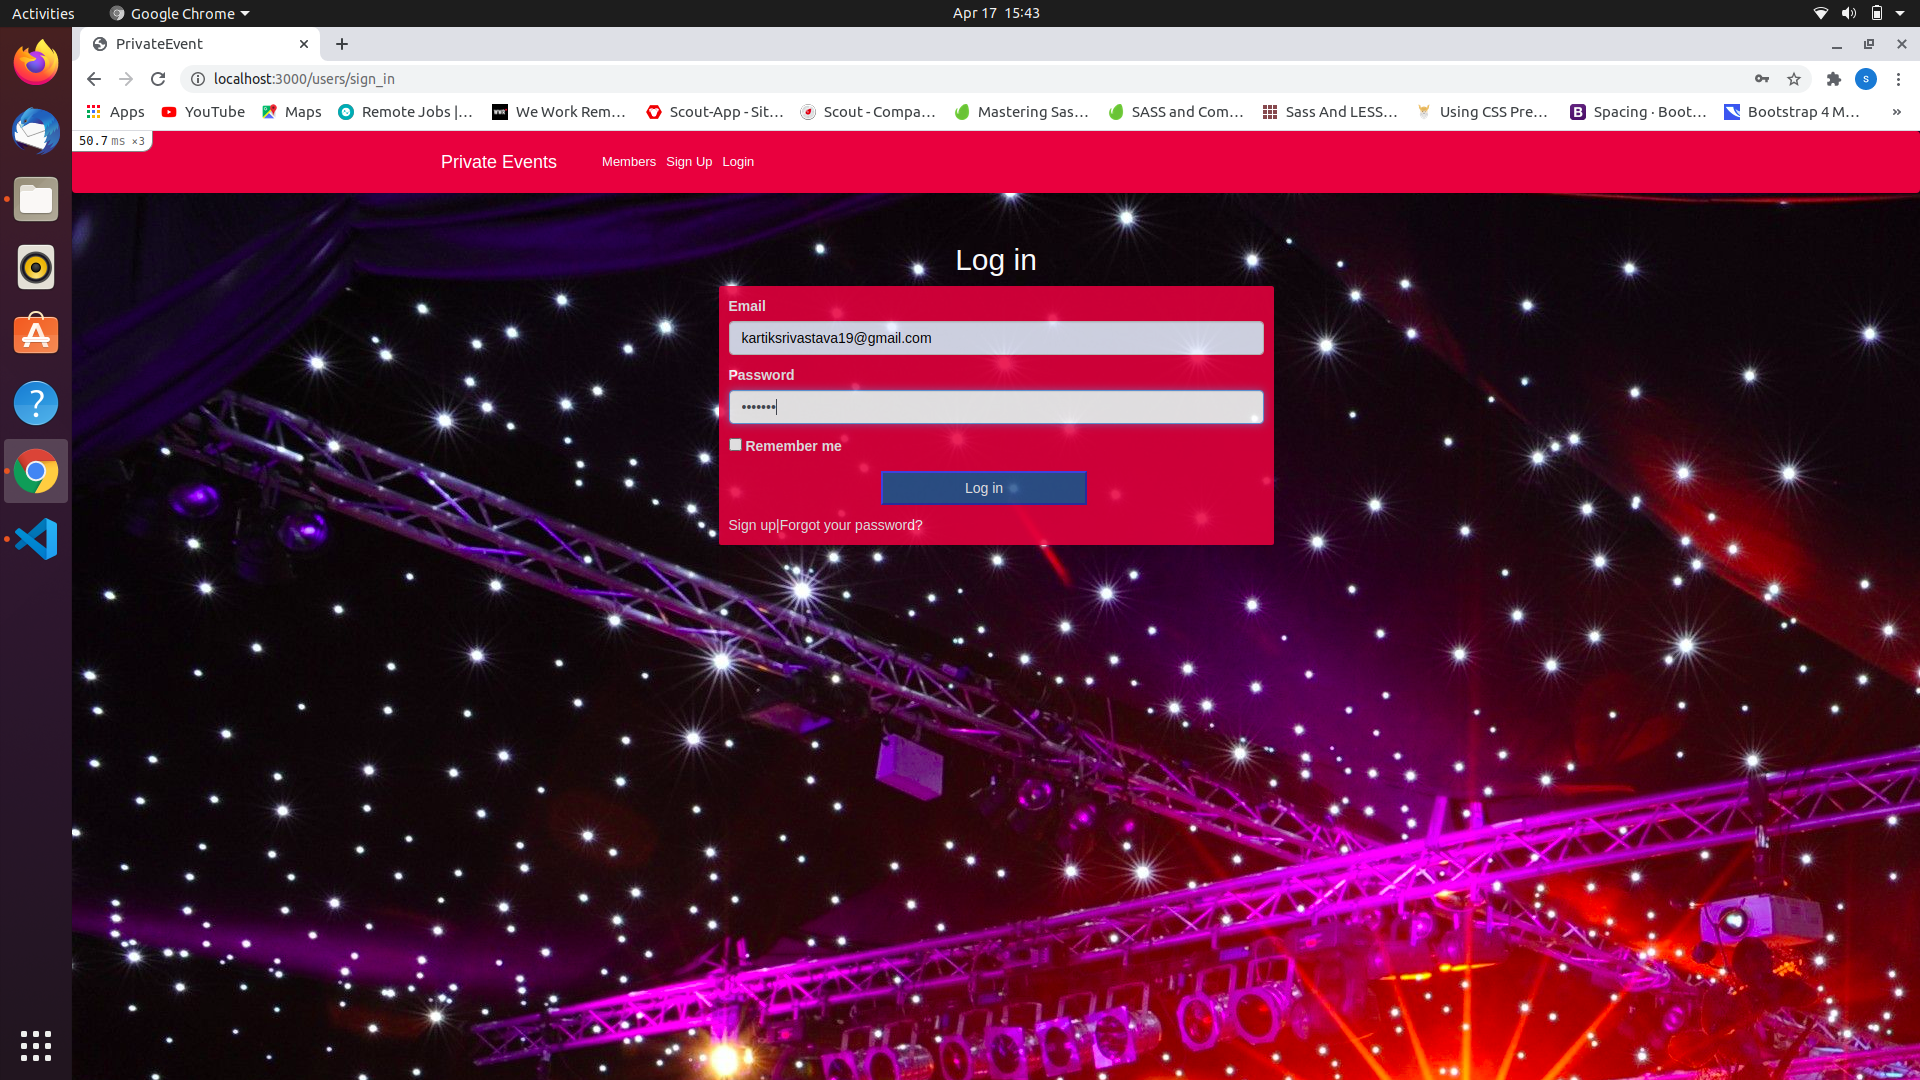 Activities Google Chrome Apr 17 15:43
PrivateEvent
localhost:3000/users/sign_in S
Apps YouTube Maps Remote Jobs |... We Work Rem... Scout-App - Sit... Scout - Compa... Mastering Sas... SASS and Com... Sass And LESS... Using CSS Pre... Spacing · Boot... Bootstrap 4 M... »
50.7 ms ×3
Private Events Members Sign Up Login
Log in
Email
kartiksrivastava19@gmail.com
Password
•••••••
Remember me
Log in
Sign up|Forgot your password?